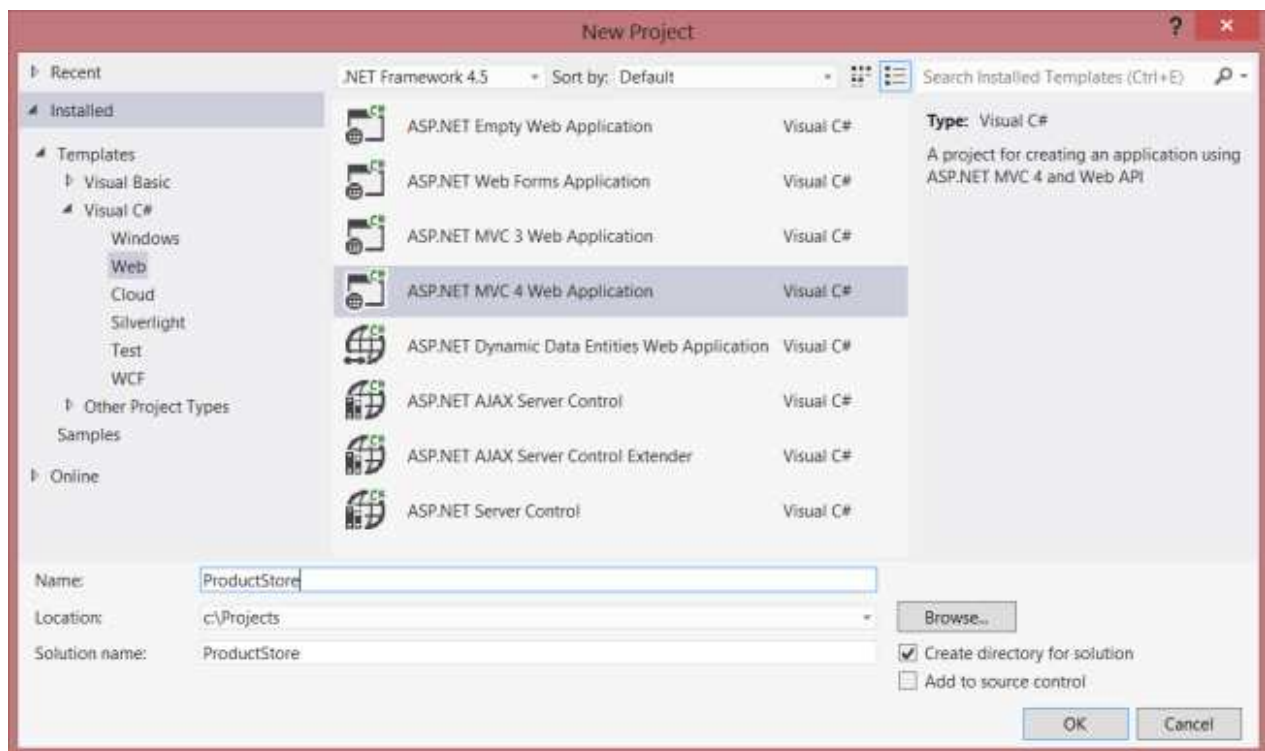 New Project
?
Recent
Installed
Templates
Visual Basic
Visual C#
Windows
Web
Cloud
Silverlight
Test
WCF
Other Project Types
Samples
Online
.NET Framework 4.5 Sort by: Default
ASP.NET Empty Web Application Visual C#
ASP.NET Web Forms Application Visual C#
ASP.NET MVC 3 Web Application Visual C#
ASP.NET MVC 4 Web Application Visual C#
ASP.NET Dynamic Data Entities Web Application Visual C#
ASP.NET AJAX Server Control Visual C#
ASP.NET AJAX Server Control Extender Visual C#
ASP.NET Server Control Visual C#
Search Installed Templates (Ctrl+E)
Type: Visual C#
A project for creating an application using
ASP.NET MVC 4 and Web API
Name: ProductStore
Location: c:\Projects
Browse...
Solution name: ProductStore
Create directory for solution
Add to source control
OK Cancel